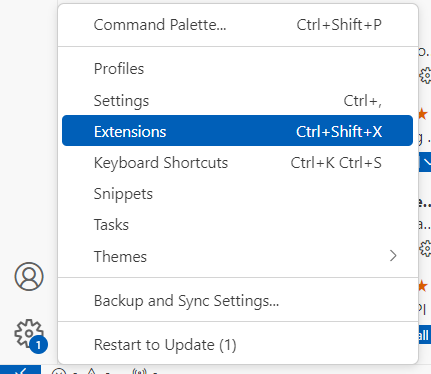 Command Palette... Ctrl+Shift+P
Profiles
Settings Ctrl+,
Extensions Ctrl+Shift+X
Keyboard Shortcuts Ctrl+K Ctrl+S
Snippets
Tasks
Themes
Backup and Sync Settings...
1
Restart to Update (1)